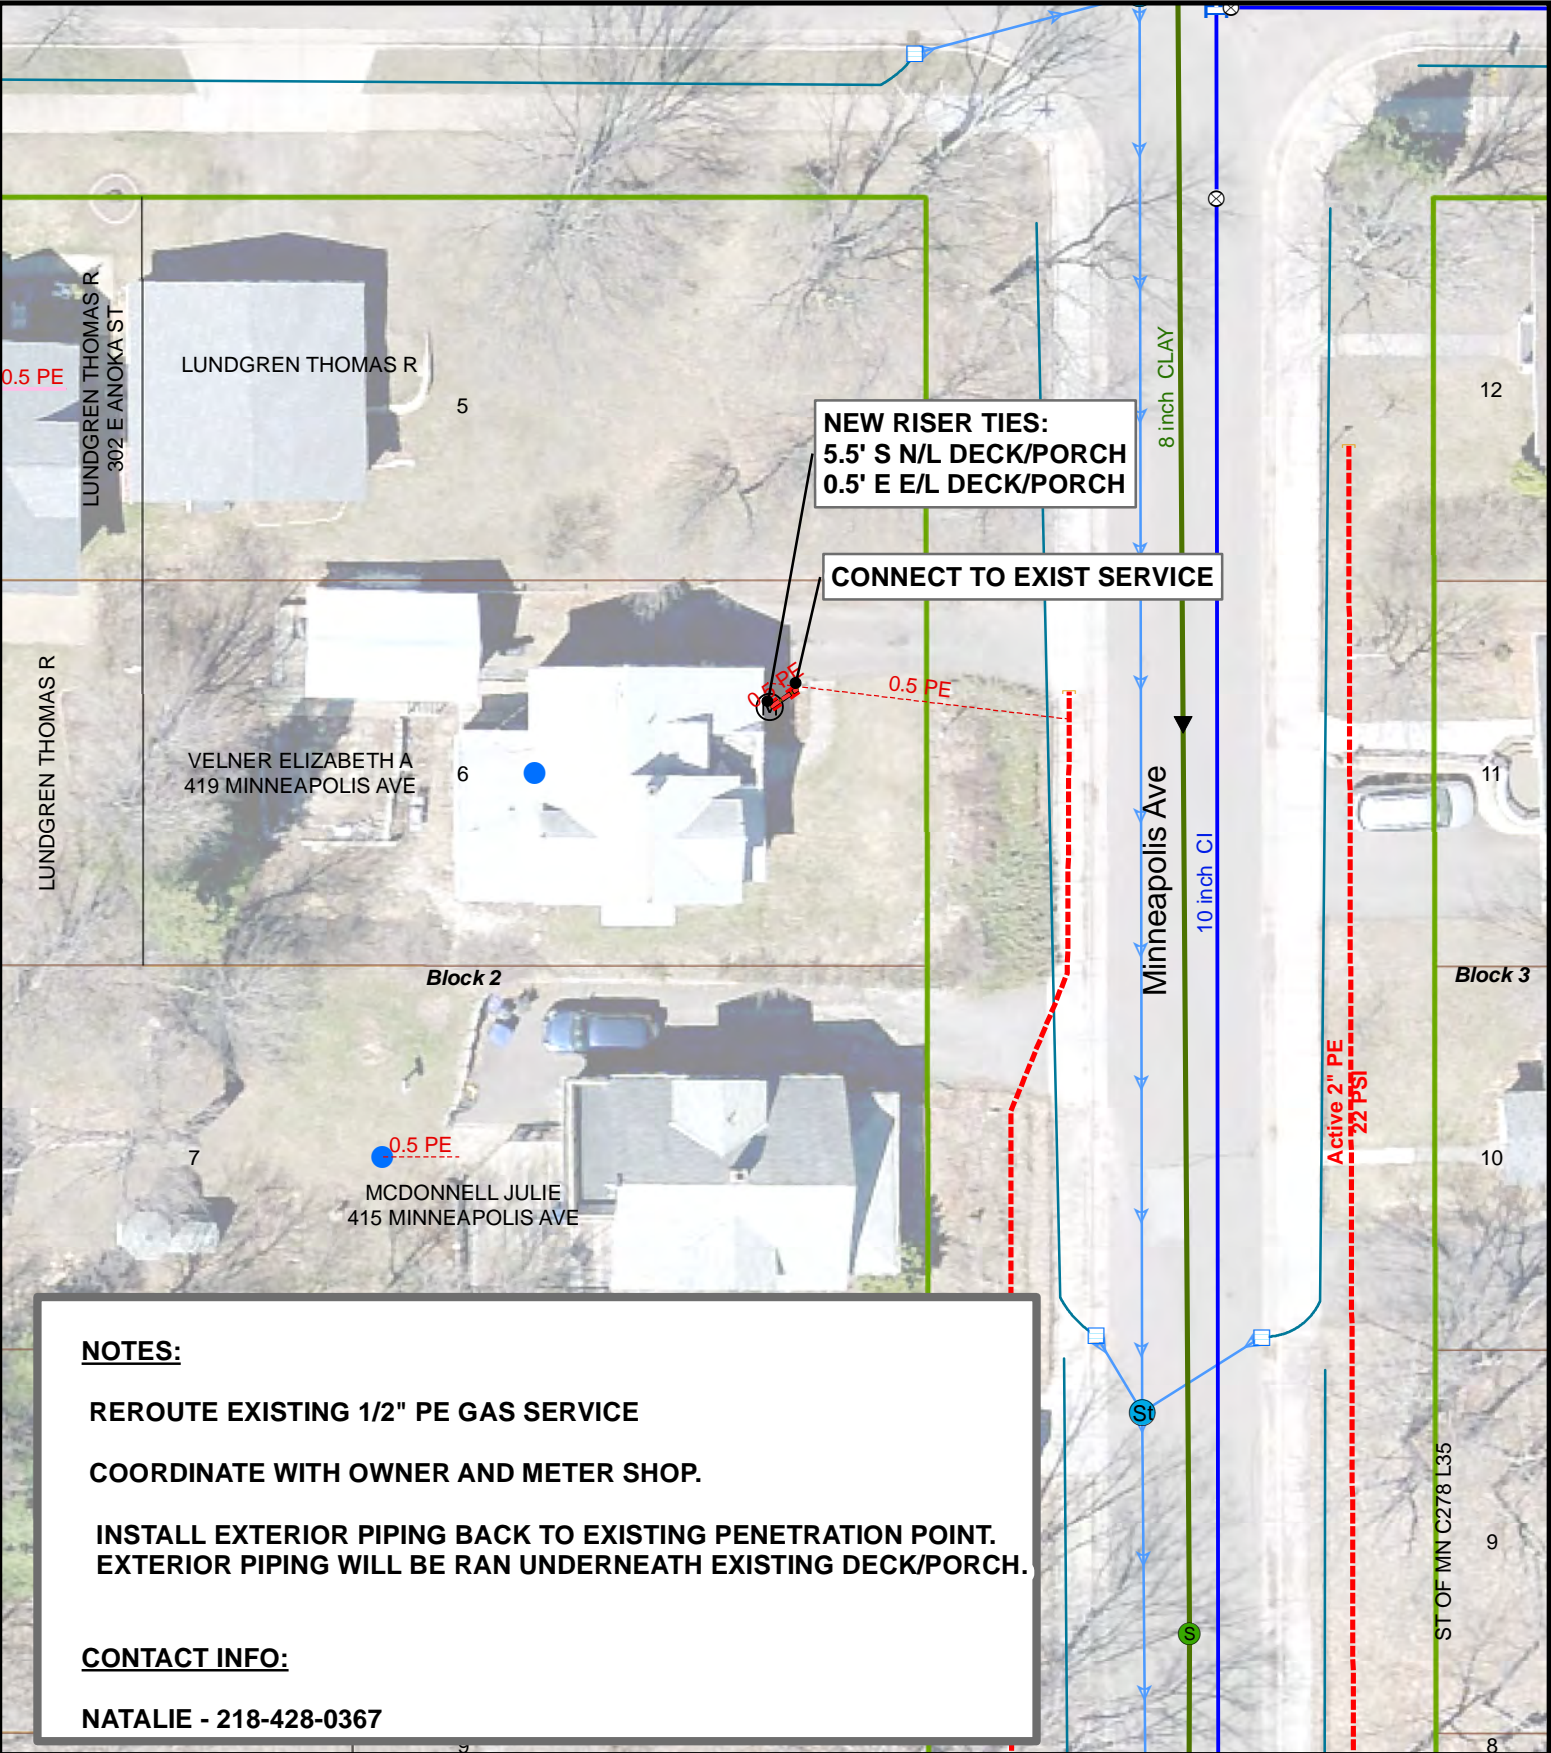 LUNDGREN THOMAS R
302 E ANOKA ST
0.5 PE
LUNDGREN THOMAS R
5
12
8 inch CLAY
NEW RISER TIES:
5.5' S N/L DECK/PORCH
0.5' E E/L DECK/PORCH
CONNECT TO EXIST SERVICE
LUNDGREN THOMAS R
0.5 PE
M
0.5 PE
VELNER ELIZABETH A
419 MINNEAPOLIS AVE
6
11
Minneapolis Ave
10 inch CI
Block 2
Block 3
Active 2" PE
22 PSI
7
0.5 PE
10
MCDONNELL JULIE
415 MINNEAPOLIS AVE
St
ST OF MN C278 L35
9
S
NOTES:
REROUTE EXISTING 1/2" PE GAS SERVICE
COORDINATE WITH OWNER AND METER SHOP.
INSTALL EXTERIOR PIPING BACK TO EXISTING PENETRATION POINT.
EXTERIOR PIPING WILL BE RAN UNDERNEATH EXISTING DECK/PORCH.
CONTACT INFO:
NATALIE - 218-428-0367
9
8